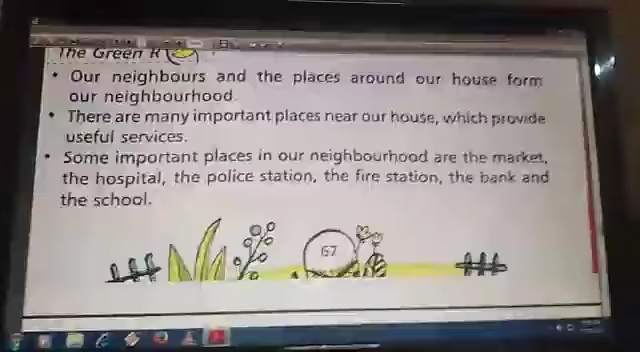 The Green R
• Our neighbours and the places around our house form
our neighbourhood.
• There are many important places near our house, which provide
useful services.
• Some important places in our neighbourhood are the market,
the hospital, the police station, the fire station, the bank and
the school.
67